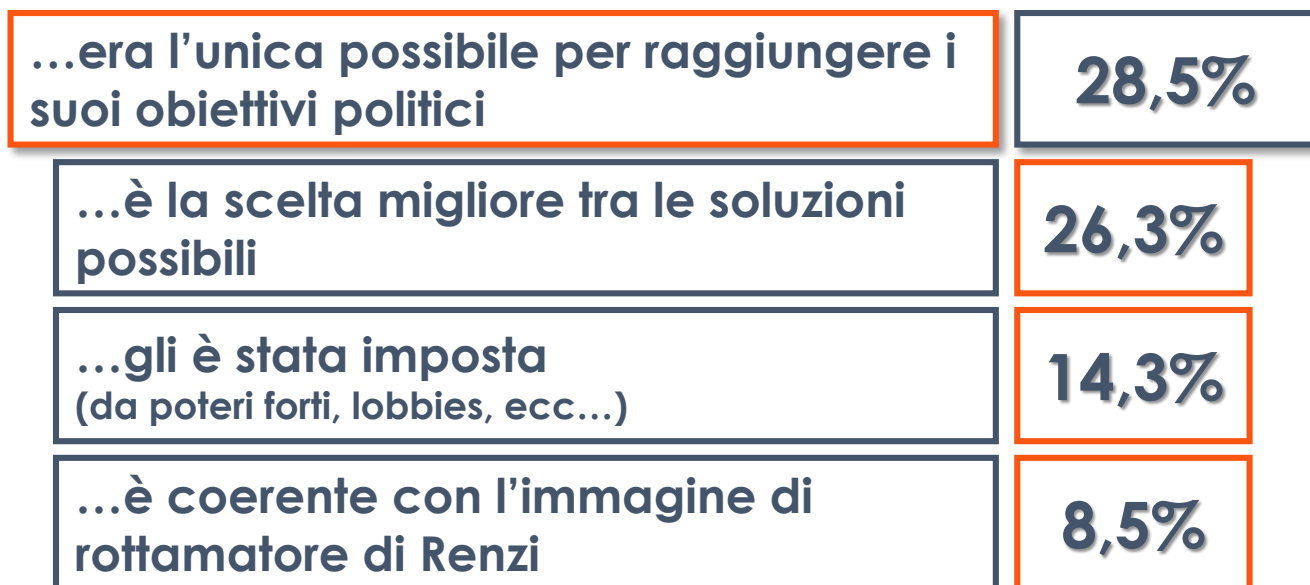 …era l’unica possibile per raggiungere i
suoi obiettivi politici
28,5%
…è la scelta migliore tra le soluzioni
possibili
26,3%
…gli è stata imposta
(da poteri forti, lobbies, ecc…)
14,3%
…è coerente con l’immagine di
rottamatore di Renzi
8,5%